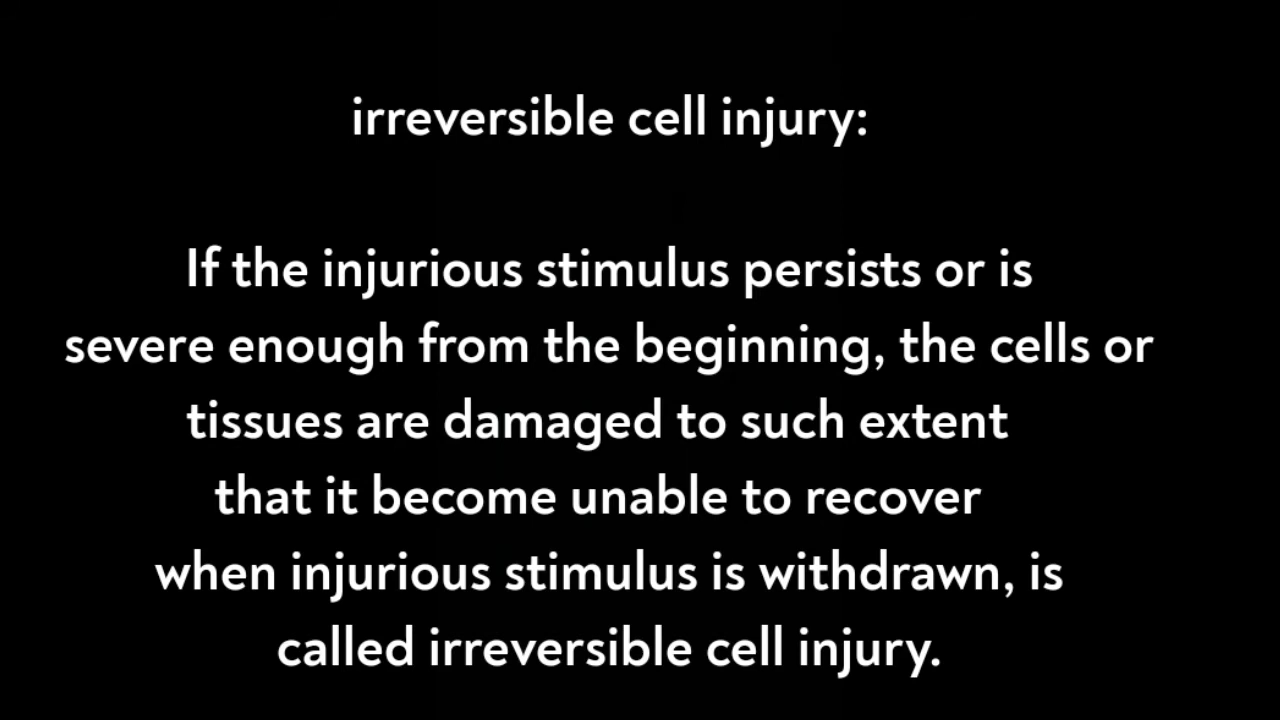 irreversible cell injury:
If the injurious stimulus persists or is
severe enough from the beginning, the cells or
tissues are damaged to such extent
that it become unable to recover
when injurious stimulus is withdrawn, is
called irreversible cell injury.